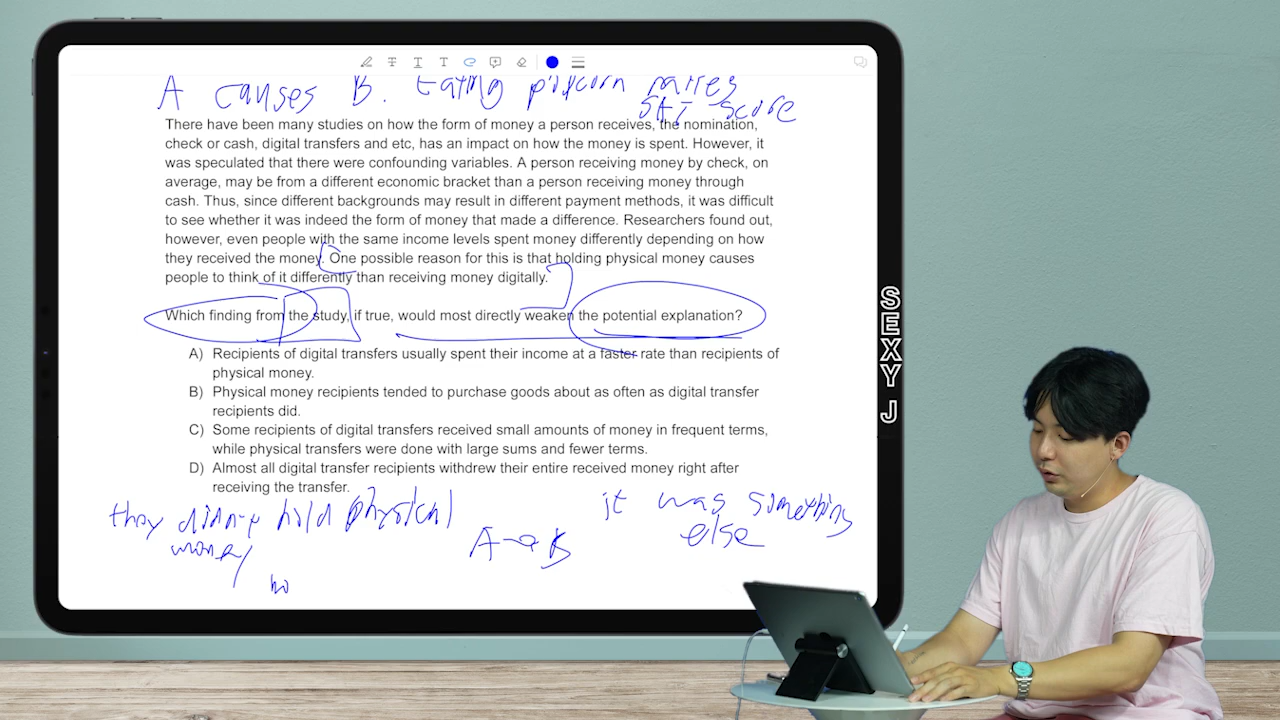 A causes B. Eating popcorn raises
SAT score
There have been many studies on how the form of money a person receives, the nomination,
check or cash, digital transfers and etc, has an impact on how the money is spent. However, it
was speculated that there were confounding variables. A person receiving money by check, on
average, may be from a different economic bracket than a person receiving money through
cash. Thus, since different backgrounds may result in different payment methods, it was difficult
to see whether it was indeed the form of money that made a difference. Researchers found out,
however, even people with the same income levels spent money differently depending on how
they received the money. One possible reason for this is that holding physical money causes
people to think of it differently than receiving money digitally.
Which finding from the study, if true, would most directly weaken the potential explanation?
A) Recipients of digital transfers usually spent their income at a faster rate than recipients of
physical money.
B) Physical money recipients tended to purchase goods about as often as digital transfer
recipients did.
C) Some recipients of digital transfers received small amounts of money in frequent terms,
while physical transfers were done with large sums and fewer terms.
D) Almost all digital transfer recipients withdrew their entire received money right after
receiving the transfer.
they didn't hold physical
money
no
A→B
it was something
else
SEXY J